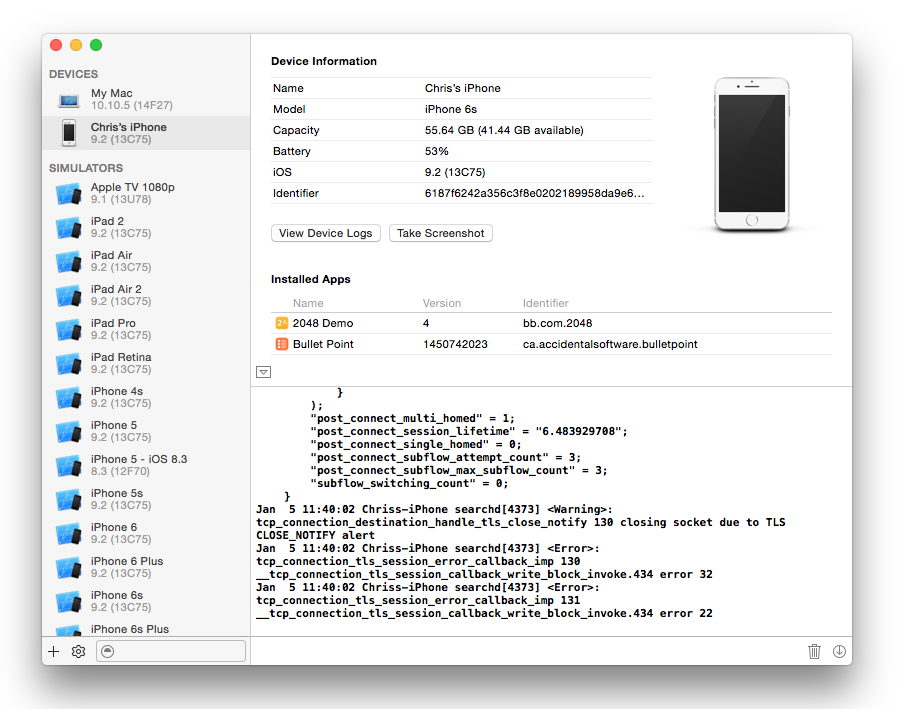 DEVICES
My Mac
10.10.5 (14F27)
Chris's iPhone
9.2 (13C75)
SIMULATORS
Apple TV 1080p
9.1 (13U78)
iPad 2
9.2 (13C75)
iPad Air
9.2 (13C75)
iPad Air 2
9.2 (13C75)
iPad Pro
9.2 (13C75)
iPad Retina
9.2 (13C75)
iPhone 4s
9.2 (13C75)
iPhone 5
9.2 (13C75)
iPhone 5 - iOS 8.3
8.3 (12F70)
iPhone 5s
9.2 (13C75)
iPhone 6
9.2 (13C75)
iPhone 6 Plus
9.2 (13C75)
iPhone 6s
9.2 (13C75)
iPhone 6s Plus
Device Information
Name Chris's iPhone
Model iPhone 6s
Capacity 55.64 GB (41.44 GB available)
Battery 53%
iOS 9.2 (13C75)
Identifier 6187f6242a356c3f8e0202189958da9e6...
View Device Logs Take Screenshot
Installed Apps
Name Version Identifier
2048 Demo 4 bb.com.2048
Bullet Point 1450742023 ca.accidentalsoftware.bulletpoint
}
);
"post_connect_multi_homed" = 1;
"post_connect_session_lifetime" = "6.483929708";
"post_connect_single_homed" = 0;
"post_connect_subflow_attempt_count" = 3;
"post_connect_subflow_max_subflow_count" = 3;
"subflow_switching_count" = 0;
}
Jan  5 11:40:02 Chriss-iPhone searchd[4373] <Warning>:
tcp_connection_destination_handle_tls_close_notify 130 closing socket due to TLS
CLOSE_NOTIFY alert
Jan  5 11:40:02 Chriss-iPhone searchd[4373] <Error>:
tcp_connection_tls_session_error_callback_imp 130
__tcp_connection_tls_session_callback_write_block_invoke.434 error 32
Jan  5 11:40:02 Chriss-iPhone searchd[4373] <Error>:
tcp_connection_tls_session_error_callback_imp 131
__tcp_connection_tls_session_callback_write_block_invoke.434 error 22